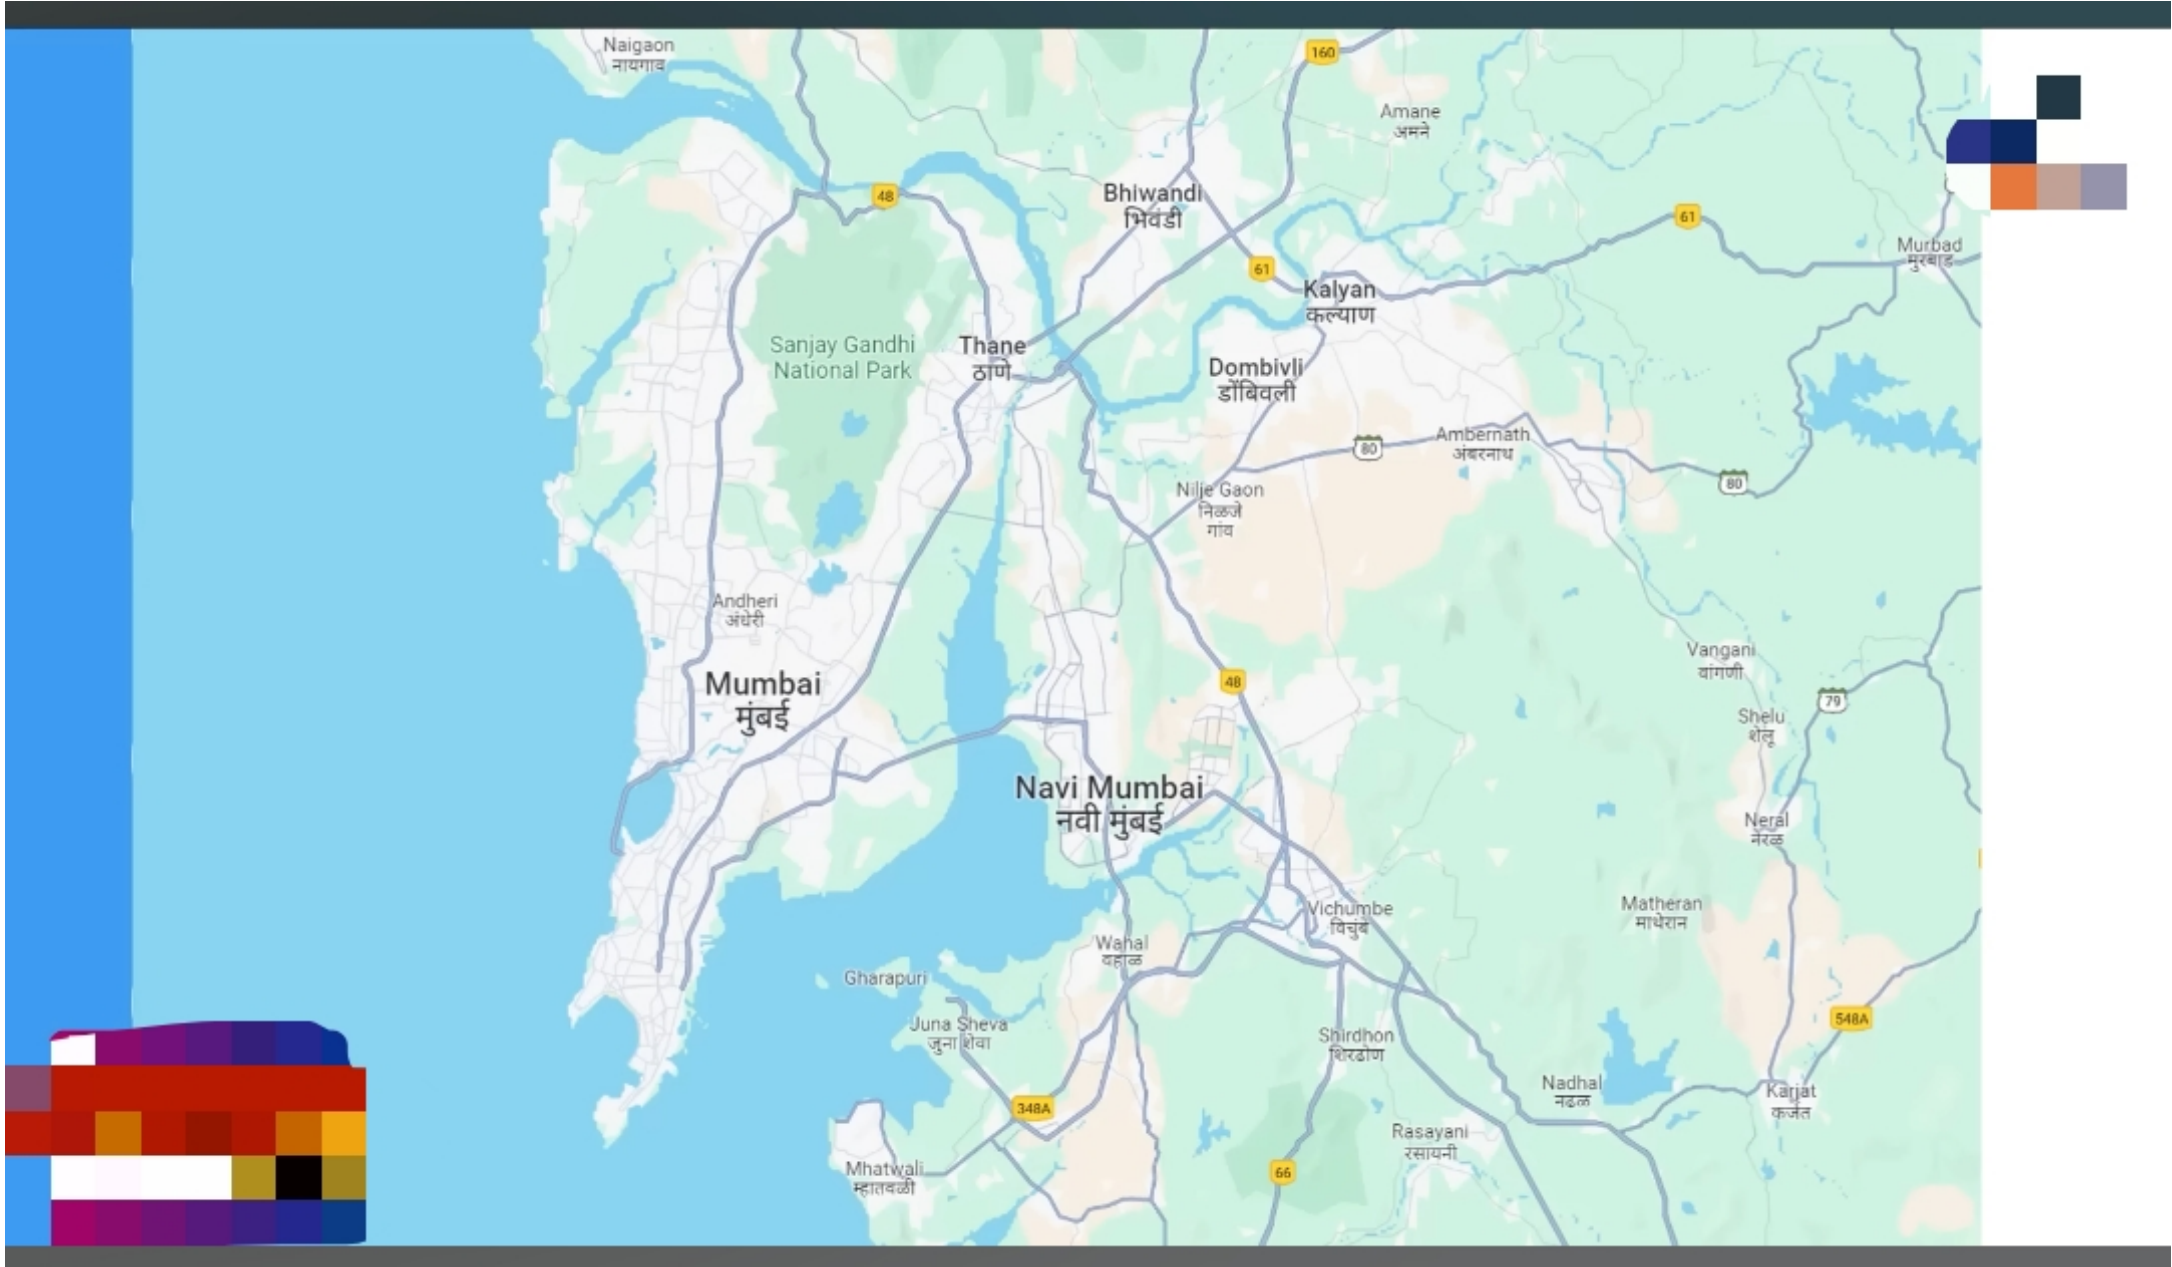 Naigaon
नायगाव
160
Amane
अमने
48
Bhiwandi
भिवंडी
61
Murbad
मुरबाड
61
Kalyan
कल्याण
Sanjay Gandhi
National Park
Thane
ठाणे
Dombivli
डोंबिवली
80
Ambernath
अंबरनाथ
80
Nilje Gaon
निळजे
गांव
Andheri
अंधेरी
Vangani
वांगणी
Mumbai
मुंबई
48
79
Shelu
शेलू
Navi Mumbai
नवी मुंबई
Neral
नेरळ
Matheran
माथेरान
Vichumbe
विचुंबे
Wahal
वहाळ
Gharapuri
Juna Sheva
जुना शेवा
548A
Shirdhon
शिरढोण
Nadhal
नढळ
Karjat
कर्जत
348A
Rasayani
रसायनी
Mhatwali
म्हातवळी
66